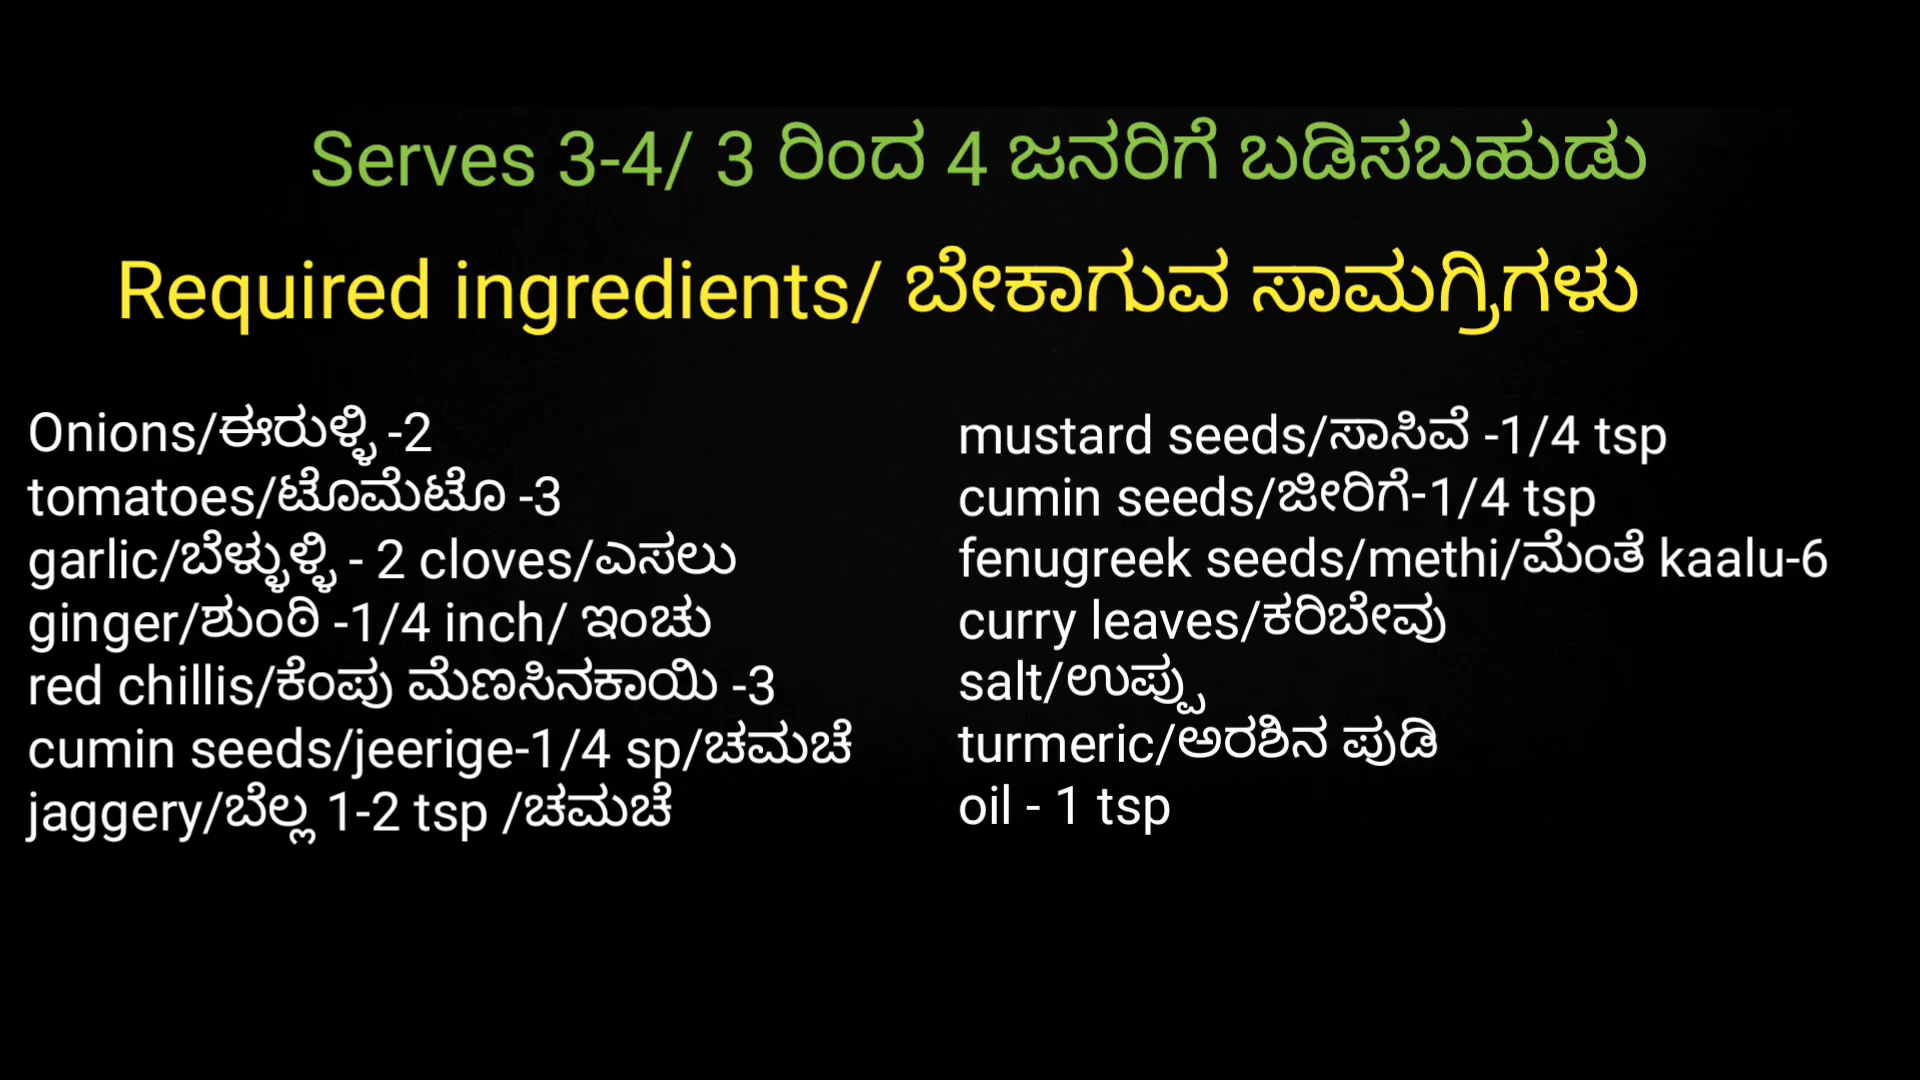 Serves 3-4/ 3 ರಿಂದ 4 ಜನರಿಗೆ ಬಡಿಸಬಹುಡು
Required ingredients/ ಬೇಕಾಗುವ ಸಾಮಗ್ರಿಗಳು
Onions/ಈರುಳ್ಳಿ -2
tomatoes/ಟೊಮೆಟೊ -3
garlic/ಬೆಳ್ಳುಳ್ಳಿ - 2 cloves/ಎಸಲು
ginger/ಶುಂಠಿ -1/4 inch/ ಇಂಚು
red chillis/ಕೆಂಪು ಮೆಣಸಿನಕಾಯಿ -3
cumin seeds/jeerige-1/4 sp/ಚಮಚೆ
jaggery/ಬೆಲ್ಲ 1-2 tsp /ಚಮಚೆ
mustard seeds/ಸಾಸಿವೆ -1/4 tsp
cumin seeds/ಜೀರಿಗೆ-1/4 tsp
fenugreek seeds/methi/ಮೆಂತೆ kaalu-6
curry leaves/ಕರಿಬೇವು
salt/ಉಪ್ಪು
turmeric/ಅರಶಿನ ಪುಡಿ
oil - 1 tsp